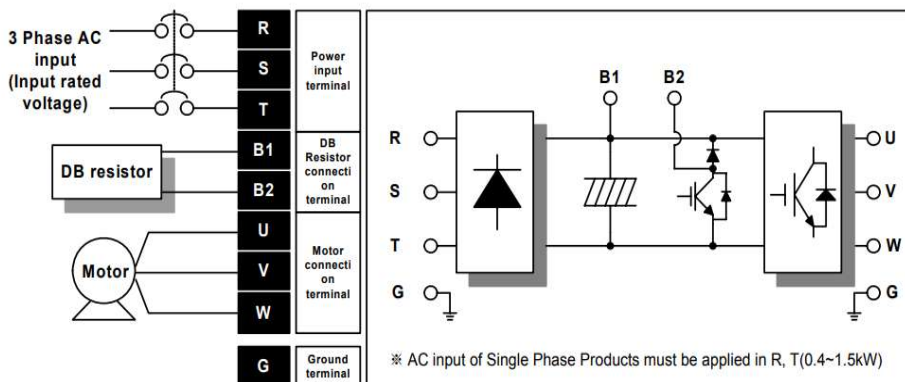 3 Phase AC
input
(Input rated
voltage)
R
S
T
Power
input
terminal
DB resistor
B1
B2
DB
Resistor
connecti
on
terminal
Motor
U
V
W
Motor
connecti
on
terminal
G
Ground
terminal
B1 B2
R
U
S
V
T
W
G
G
※ AC input of Single Phase Products must be applied in R, T(0.4~1.5kW)